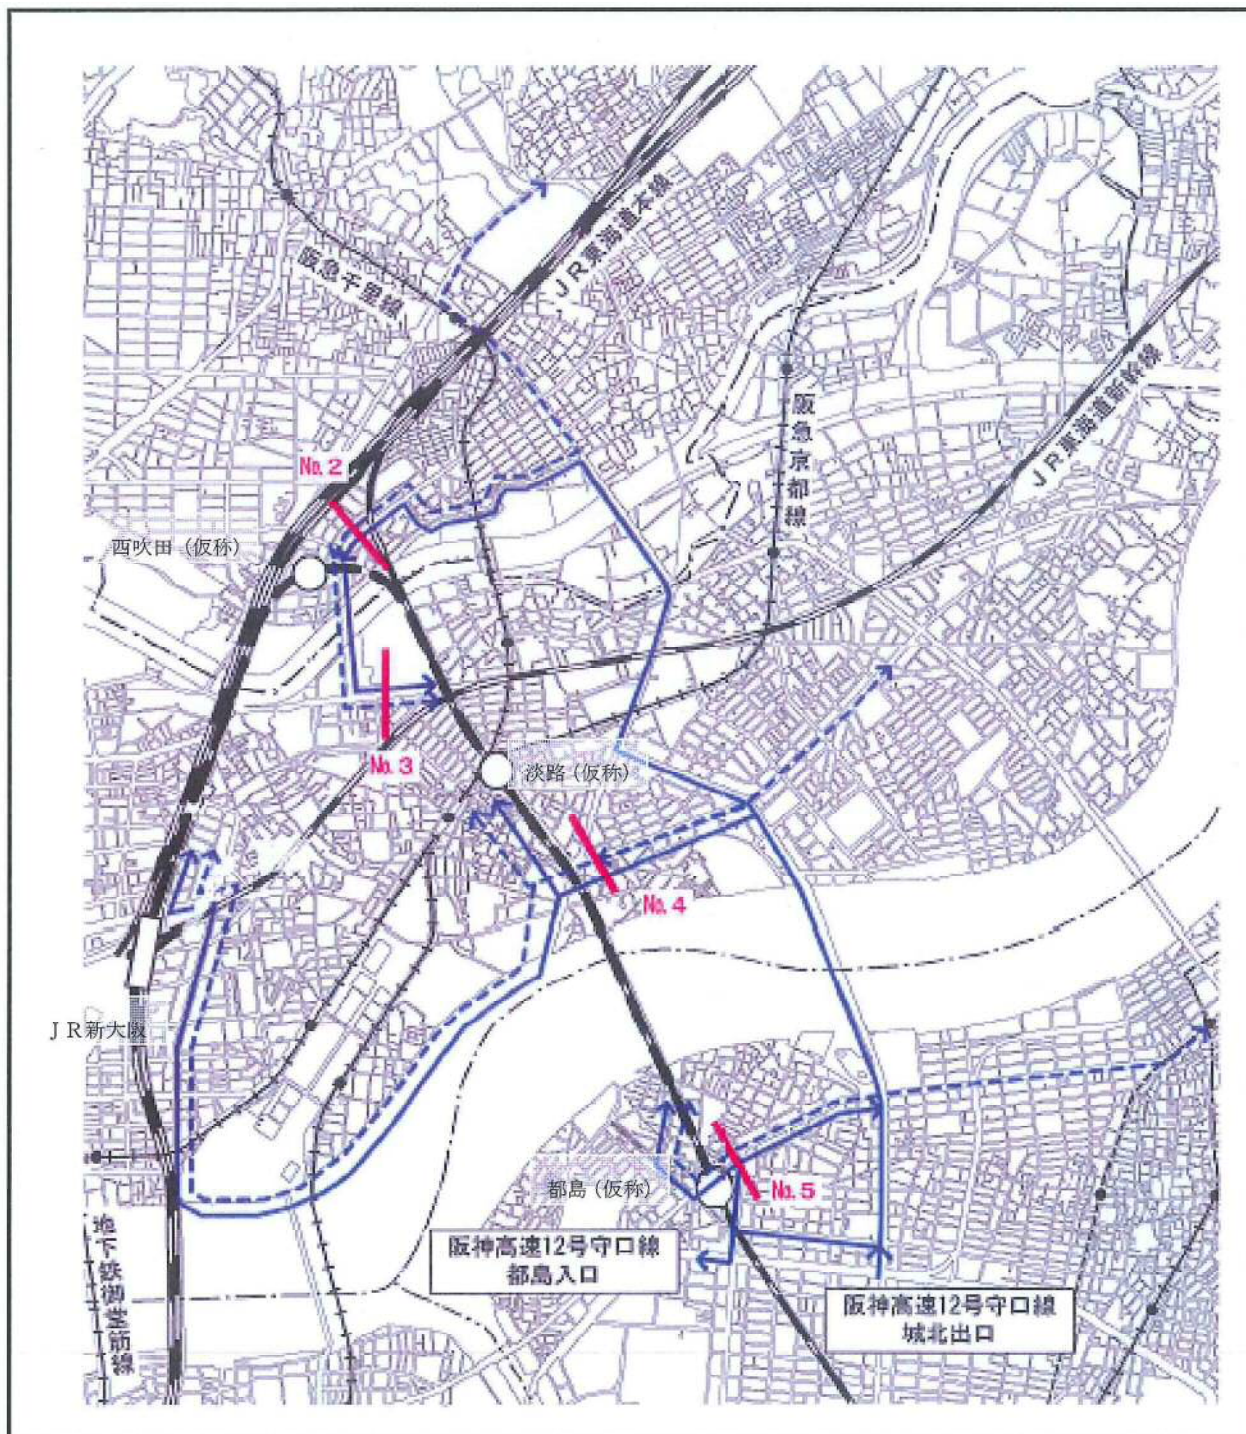 阪急千里線
JR東海道本線
No.2
阪急京都線
JR東海道新幹線
西吹田（仮称）
No.3
淡路（仮称）
No.4
JR新大阪
都島（仮称）
No.5
地下鉄御堂筋線
阪神高速12号守口線
都島入口
阪神高速12号守口線
城北出口